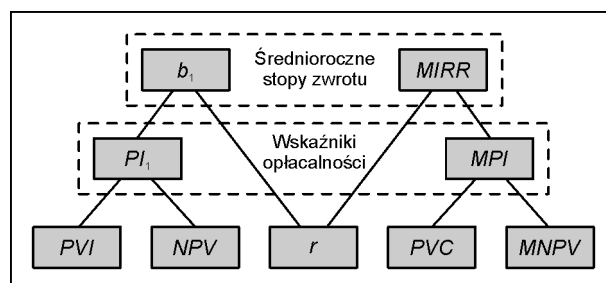 b₁
Średnioroczne
stopy zwrotu
MIRR
PI₁
Wskaźniki
opłacalności
MPI
PVI
NPV
r
PVC
MNPV